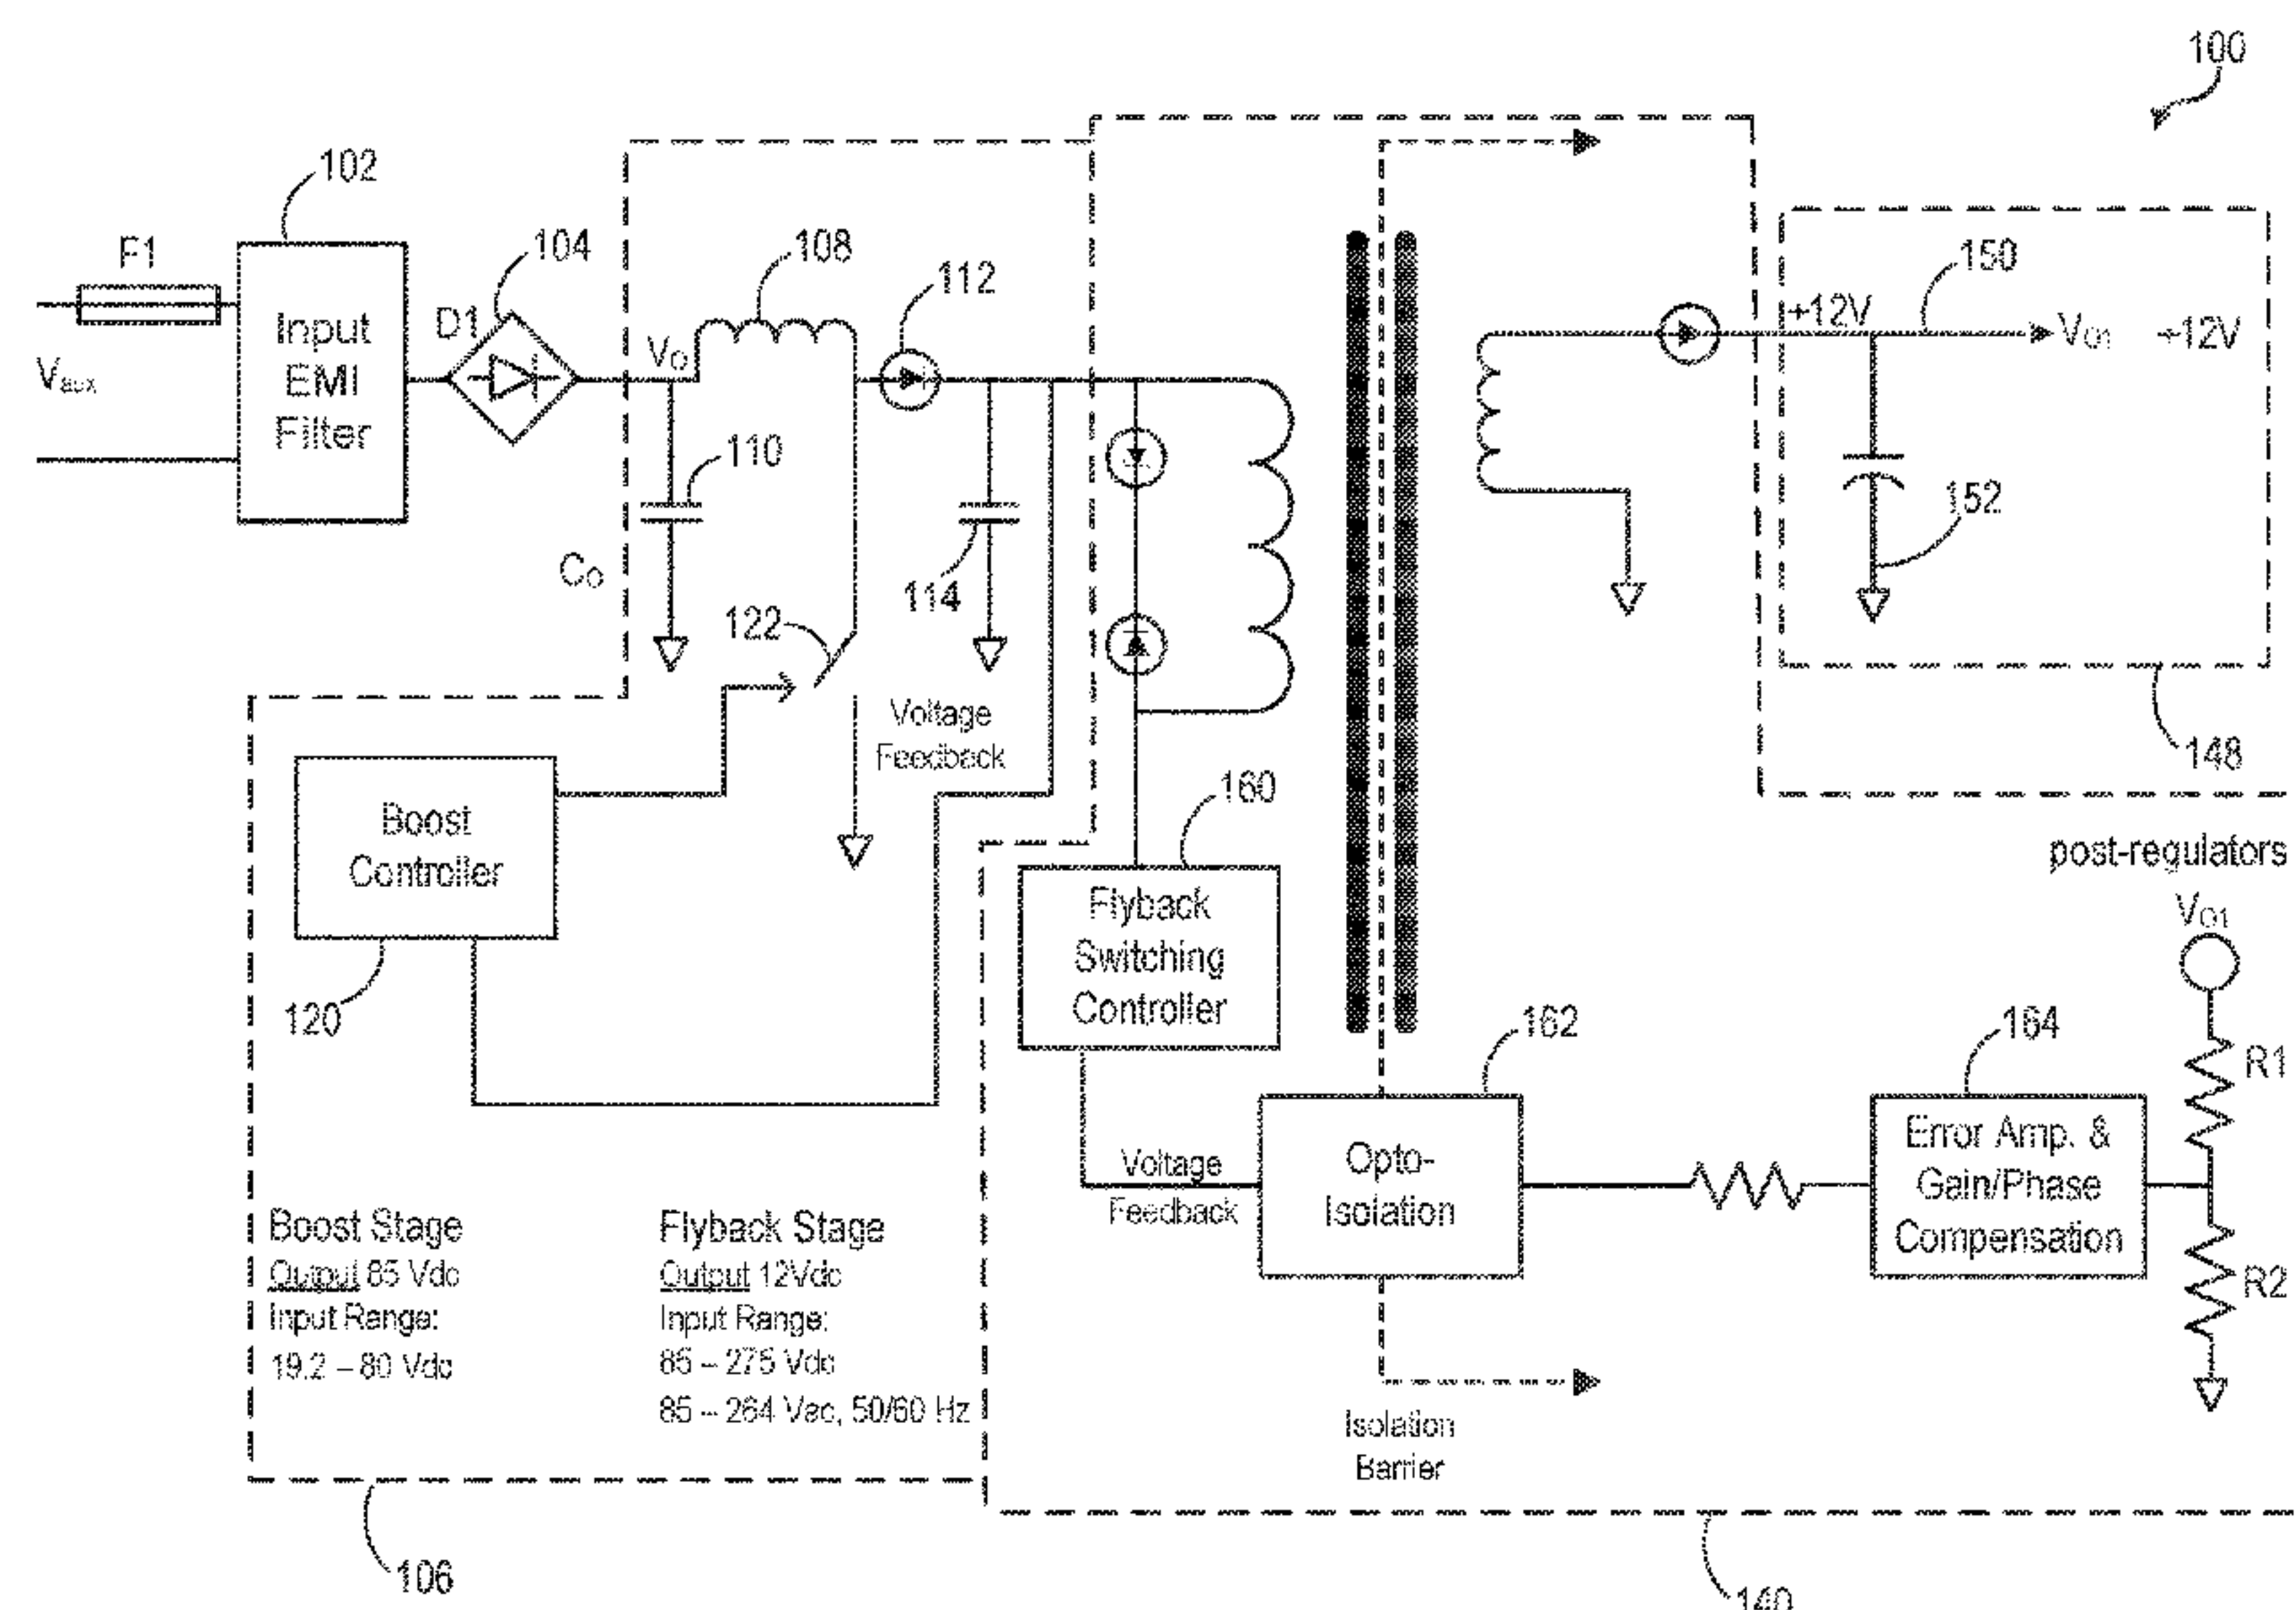 100
102
F1
104
108
112
150
D1
Input
EMI
Filter
Vaux
VO
+12V
VO1 +12V
110
152
CO
114
122
Voltage
Feedback
148
160
Boost
Controller
post-regulators
VO1
Flyback
Switching
Controller
120
162
164
R1
Error Amp. &
Gain/Phase
Compensation
Opto-
Isolation
Voltage
Feedback
R2
Boost Stage
Output 85 Vdc
Input Range:
19.2 – 80 Vdc
Flyback Stage
Output 12Vdc
Input Range:
85 – 275 Vdc
85 – 264 Vac, 50/60 Hz
Isolation
Barrier
106
140